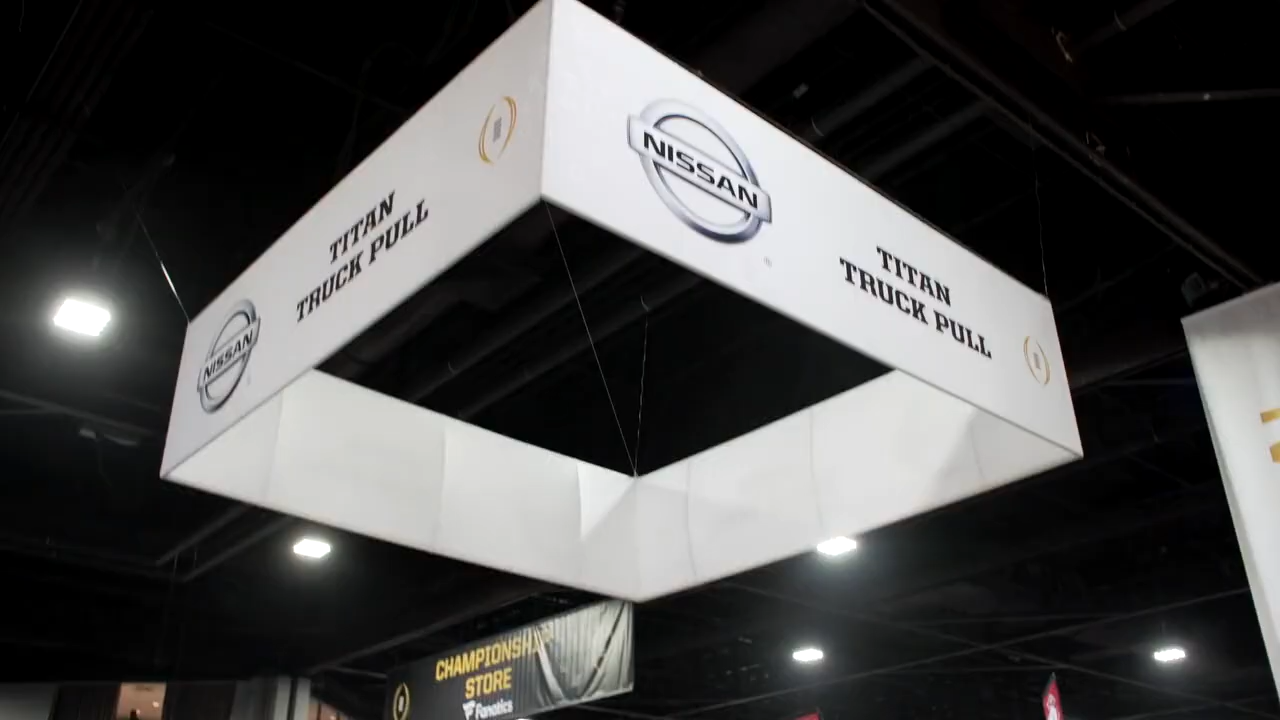 NISSAN
TITAN
TRUCK PULL
NISSAN
TITAN
TRUCK PULL
CHAMPIONSHIP
STORE
Fanatics